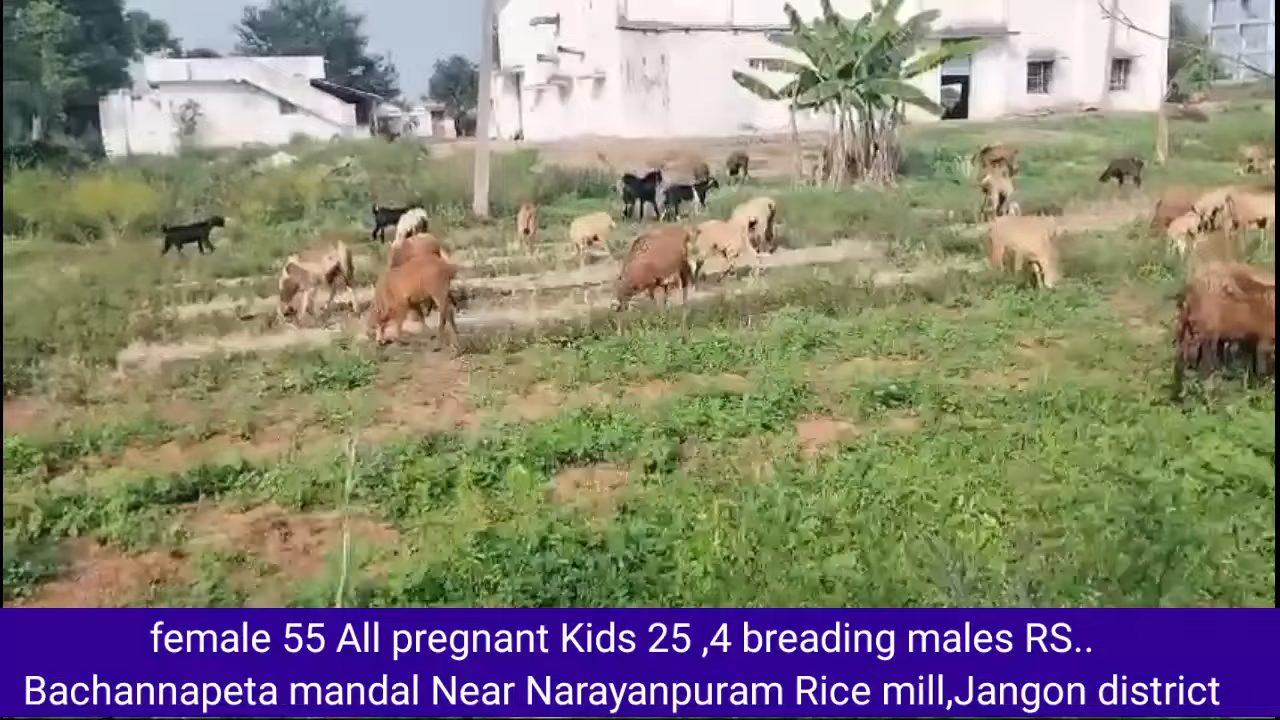 female 55 All pregnant Kids 25 ,4 breading males RS..
Bachannapeta mandal Near Narayanpuram Rice mill,Jangon district